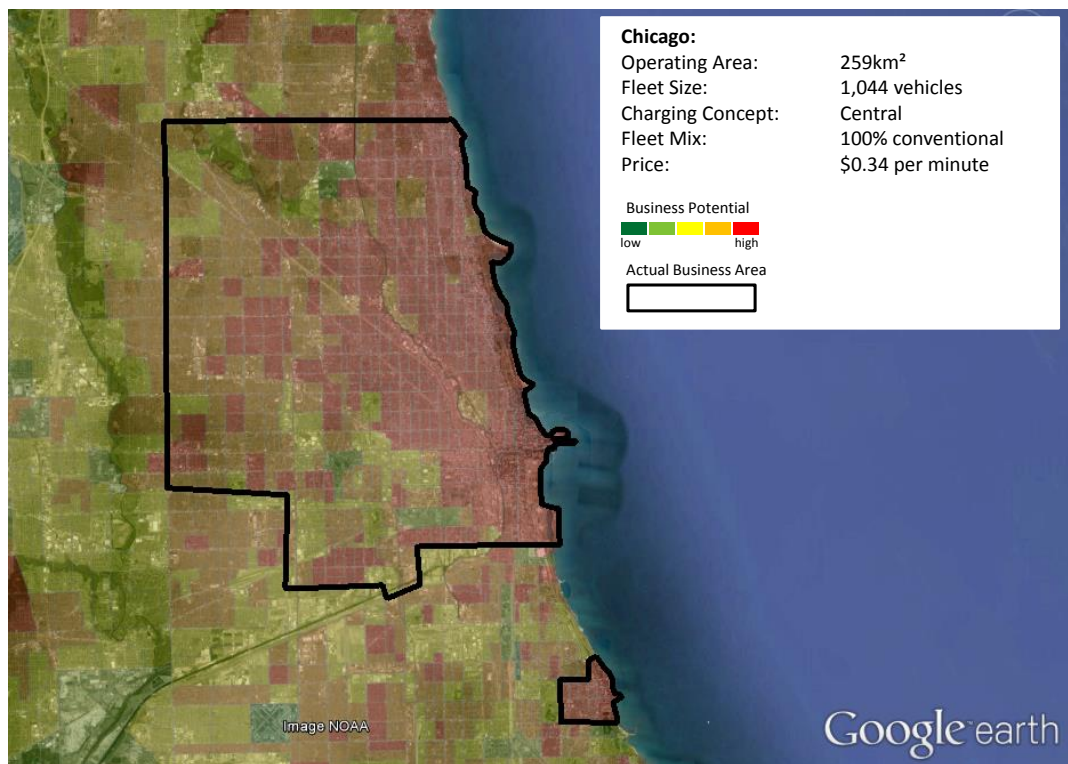 Chicago:
Operating Area: 259km²
Fleet Size: 1,044 vehicles
Charging Concept: Central
Fleet Mix: 100% conventional
Price: $0.34 per minute
Business Potential
low high
Actual Business Area
Image NOAA
Google earth